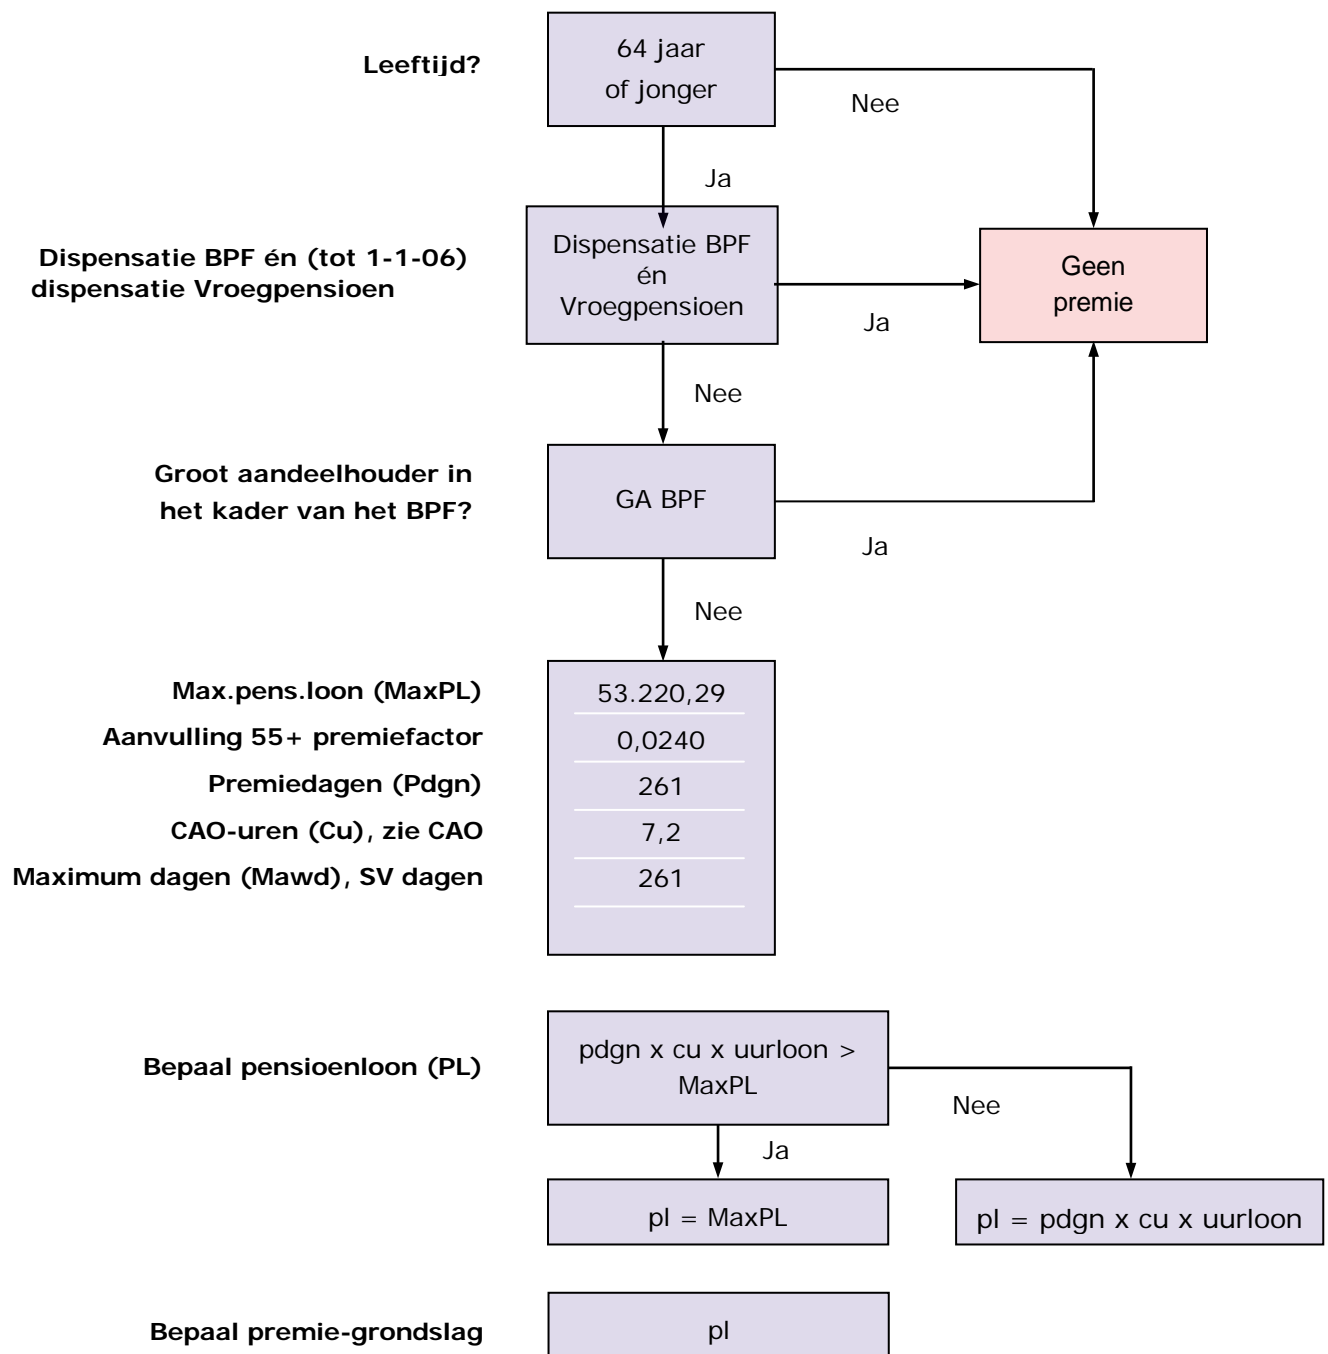 Leeftijd?
64 jaar
of jonger
Nee
Ja
Dispensatie BPF én (tot 1-1-06)
dispensatie Vroegpensioen
Dispensatie BPF
én
Vroegpensioen
Ja
Geen
premie
Nee
Groot aandeelhouder in
het kader van het BPF?
GA BPF
Ja
Nee
Max.pens.loon (MaxPL)
53.220,29
Aanvulling 55+ premiefactor
0,0240
Premiedagen (Pdgn)
261
CAO-uren (Cu), zie CAO
7,2
Maximum dagen (Mawd), SV dagen
261
Bepaal pensioenloon (PL)
pdgn x cu x uurloon >
MaxPL
Nee
Ja
pl = MaxPL
pl = pdgn x cu x uurloon
Bepaal premie-grondslag
pl